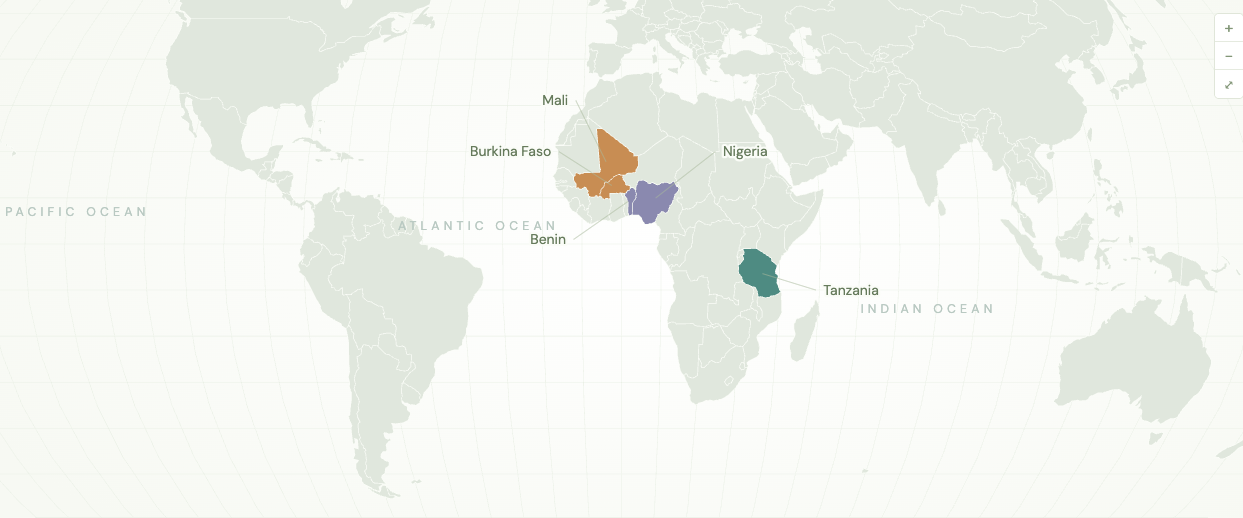 +
−
⤢
Mali
Burkina Faso
Nigeria
PACIFIC OCEAN
ATLANTIC OCEAN
Benin
Tanzania
INDIAN OCEAN